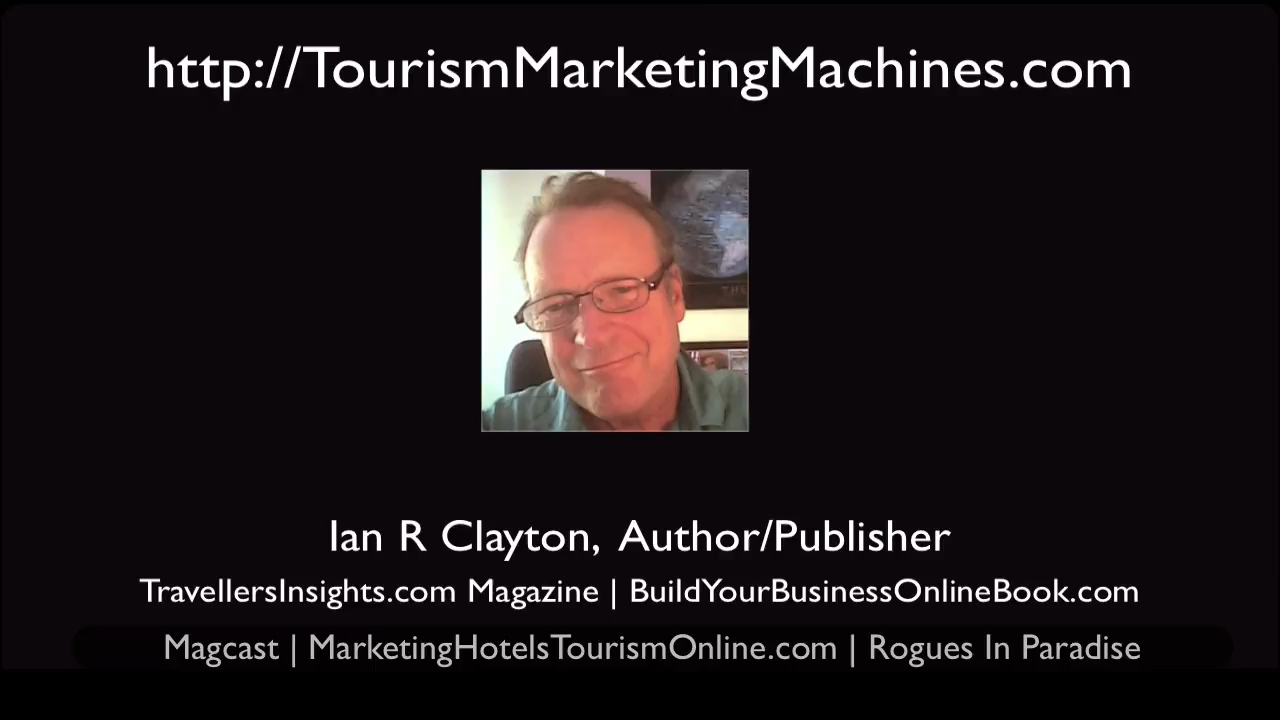 http://TourismMarketingMachines.com
Ian R Clayton, Author/Publisher
TravellersInsights.com Magazine | BuildYourBusinessOnlineBook.com
Magcast | MarketingHotelsTourismOnline.com | Rogues In Paradise